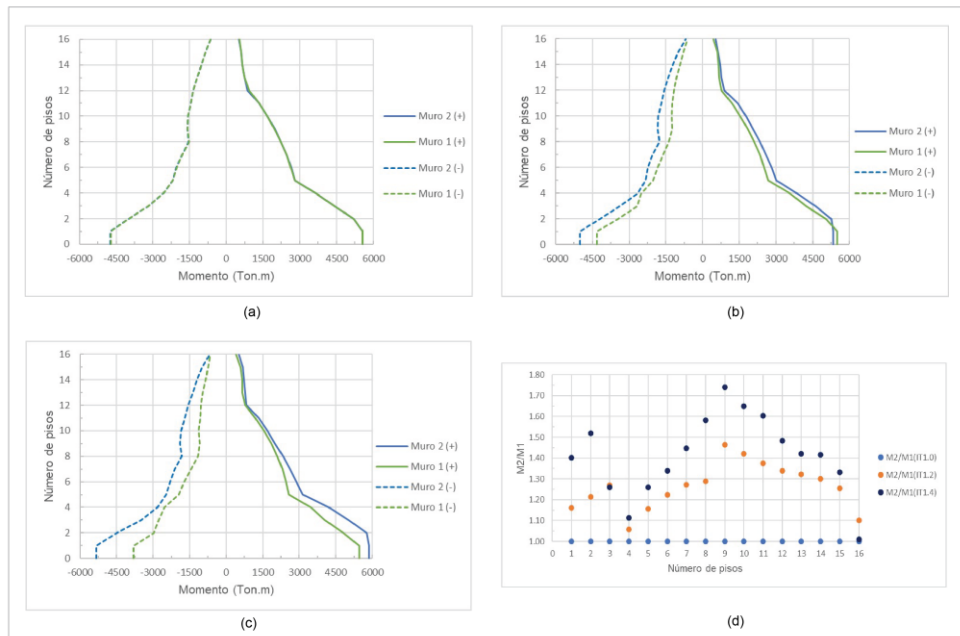 16
14
12
10
8
6
4
2
0
Número de pisos
-6000 -4500 -3000 -1500 0 1500 3000 4500 6000
Momento (Ton.m)
Muro 2 (+)
Muro 1 (+)
Muro 2 (-)
Muro 1 (-)
(a)
16
14
12
10
8
6
4
2
0
Número de pisos
-6000 -4500 -3000 -1500 0 1500 3000 4500 6000
Momento (Ton.m)
Muro 2 (+)
Muro 1 (+)
Muro 2 (-)
Muro 1 (-)
(b)
16
14
12
10
8
6
4
2
0
Número de pisos
-6000 -4500 -3000 -1500 0 1500 3000 4500 6000
Momento (Ton.m)
Muro 2 (+)
Muro 1 (+)
Muro 2 (-)
Muro 1 (-)
(c)
1.80
1.70
1.60
1.50
1.40
1.30
1.20
1.10
1.00
M2/M1
0 1 2 3 4 5 6 7 8 9 10 11 12 13 14 15 16
Número de pisos
M2/M1(IT1.0)
M2/M1(IT1.2)
M2/M1(IT1.4)
(d)